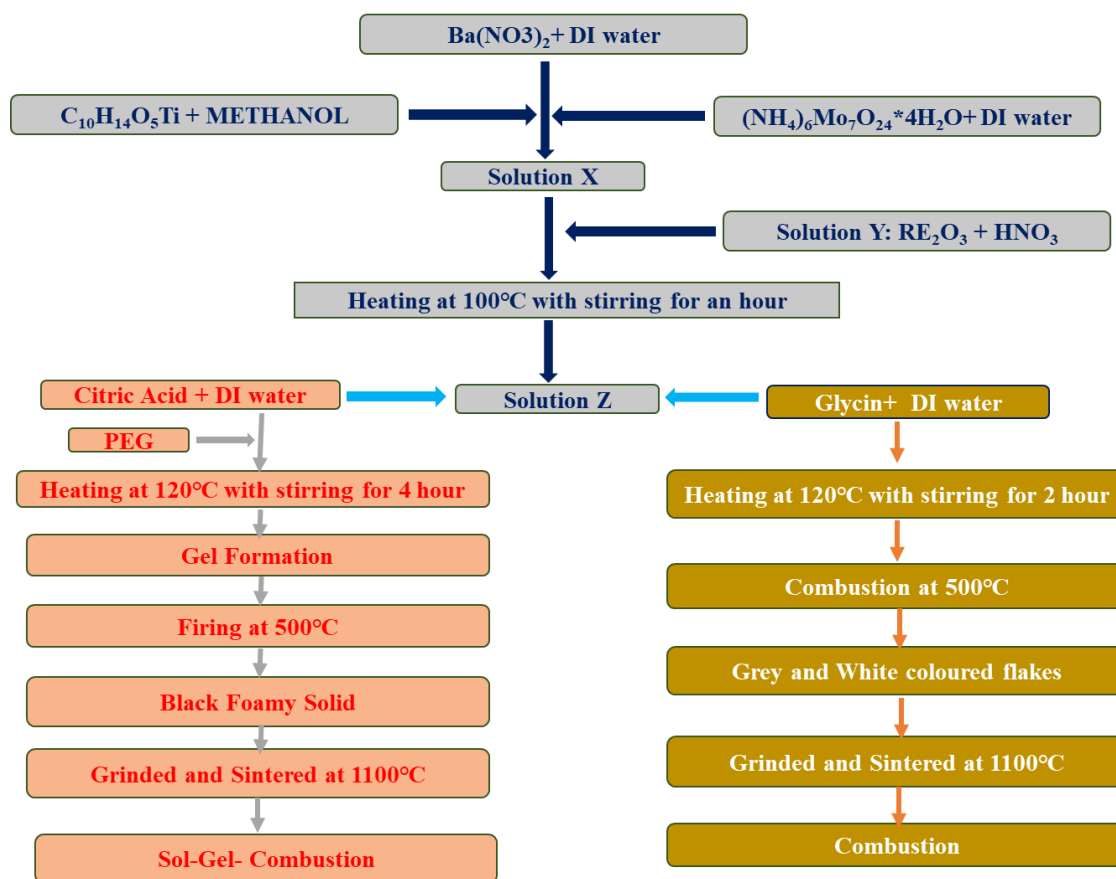 Ba(NO3)₂+ DI water
C₁₀H₁₄O₅Ti + METHANOL
(NH₄)₆Mo₇O₂₄*4H₂O+ DI water
Solution X
Solution Y: RE₂O₃ + HNO₃
Heating at 100°C with stirring for an hour
Citric Acid + DI water
Solution Z
Glycin+ DI water
PEG
Heating at 120°C with stirring for 4 hour
Gel Formation
Firing at 500°C
Black Foamy Solid
Grinded and Sintered at 1100°C
Sol-Gel- Combustion
Heating at 120°C with stirring for 2 hour
Combustion at 500°C
Grey and White coloured flakes
Grinded and Sintered at 1100°C
Combustion